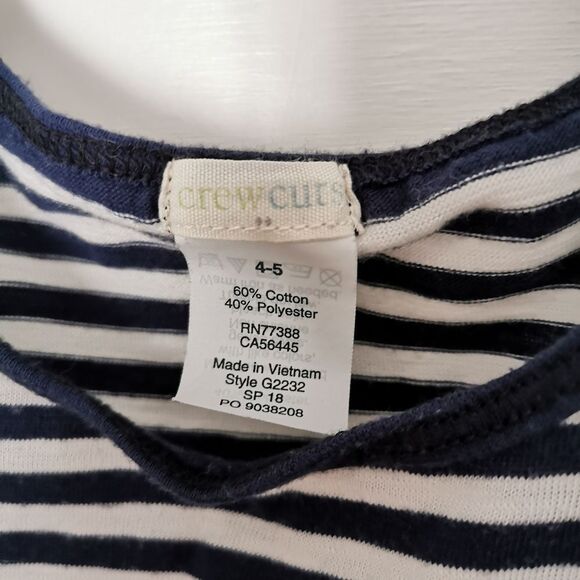 crewcuts
4-5
60% Cotton
40% Polyester
RN77388
CA56445
Made in Vietnam
Style G2232
SP 18
PO 9038208